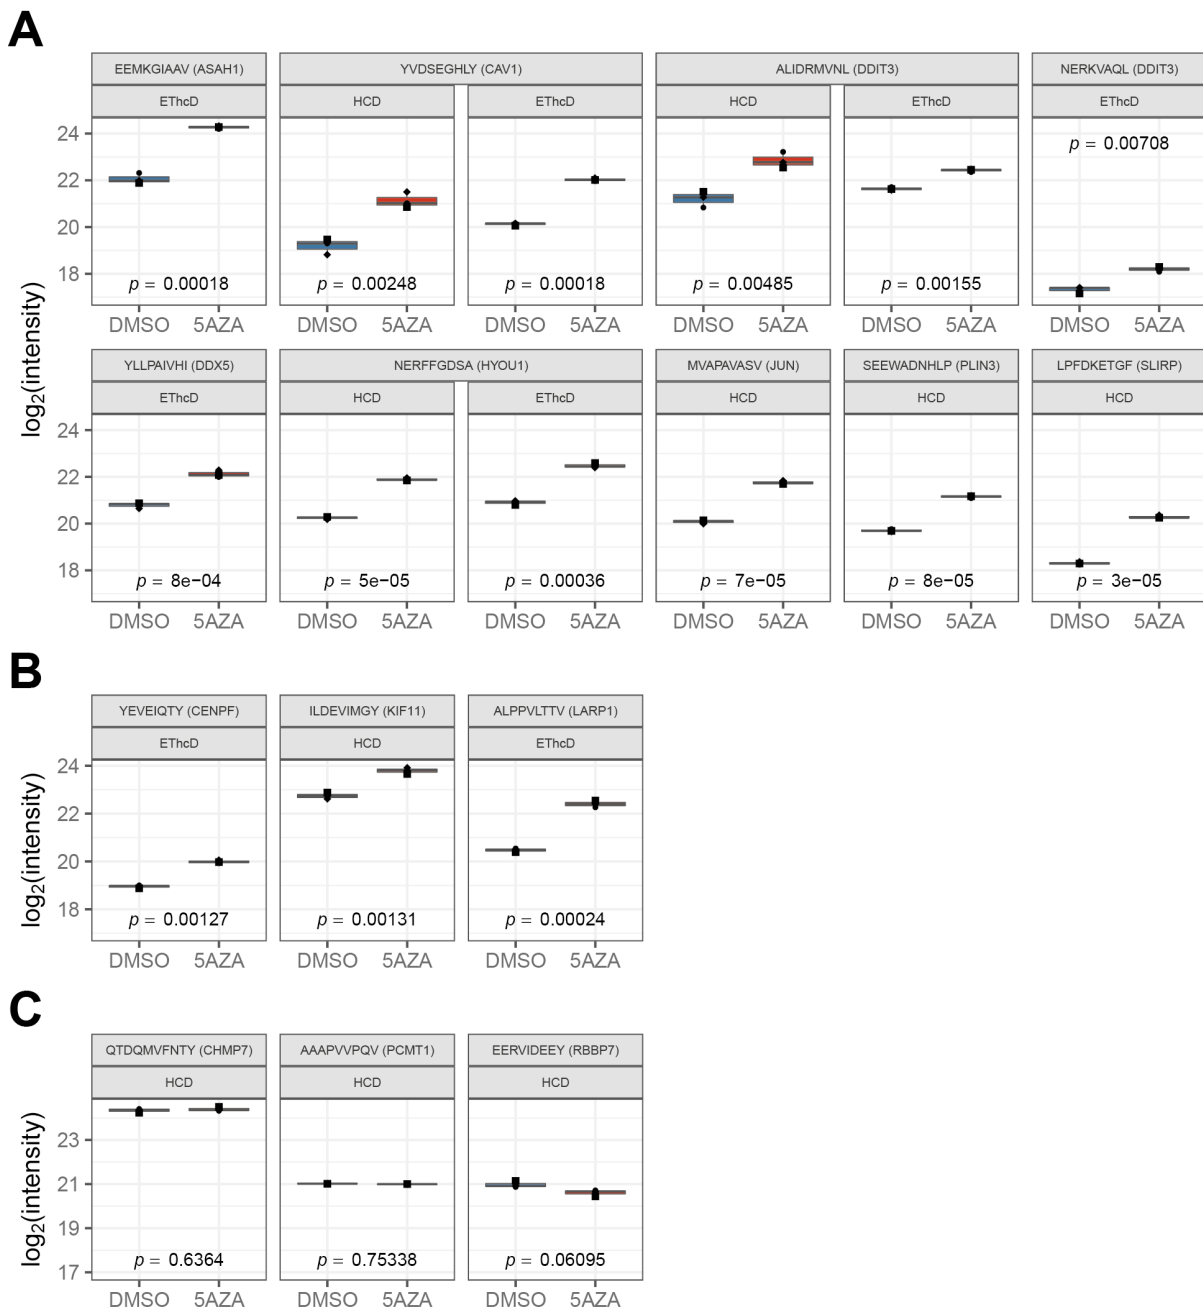 A
EEMKGIAAV (ASAH1) YVDSEGHLY (CAV1) ALIDRMVNL (DDIT3) NERKVAQL (DDIT3)
EThcD HCD EThcD HCD EThcD EThcD
24
22
20
18
p = 0.00018 p = 0.00248 p = 0.00018 p = 0.00485 p = 0.00155 p = 0.00708
DMSO 5AZA DMSO 5AZA DMSO 5AZA DMSO 5AZA DMSO 5AZA DMSO 5AZA
log2(intensity)
YLLPAIVHI (DDX5) NERFFGDSA (HYOU1) MVAPAVASV (JUN) SEEWADNHLP (PLIN3) LPFDKETGF (SLIRP)
EThcD HCD EThcD HCD HCD HCD
24
22
20
18
p = 8e−04 p = 5e−05 p = 0.00036 p = 7e−05 p = 8e−05 p = 3e−05
DMSO 5AZA DMSO 5AZA DMSO 5AZA DMSO 5AZA DMSO 5AZA DMSO 5AZA
B
YEVEIQTY (CENPF) ILDEVIMGY (KIF11) ALPPVLTTV (LARP1)
EThcD HCD EThcD
log2(intensity)
24
22
20
18
p = 0.00127 p = 0.00131 p = 0.00024
DMSO 5AZA DMSO 5AZA DMSO 5AZA
C
QTDQMVFNTY (CHMP7) AAAPVVPQV (PCMT1) EERVIDEEY (RBBP7)
HCD HCD HCD
log2(intensity)
23
21
19
17
p = 0.6364 p = 0.75338 p = 0.06095
DMSO 5AZA DMSO 5AZA DMSO 5AZA